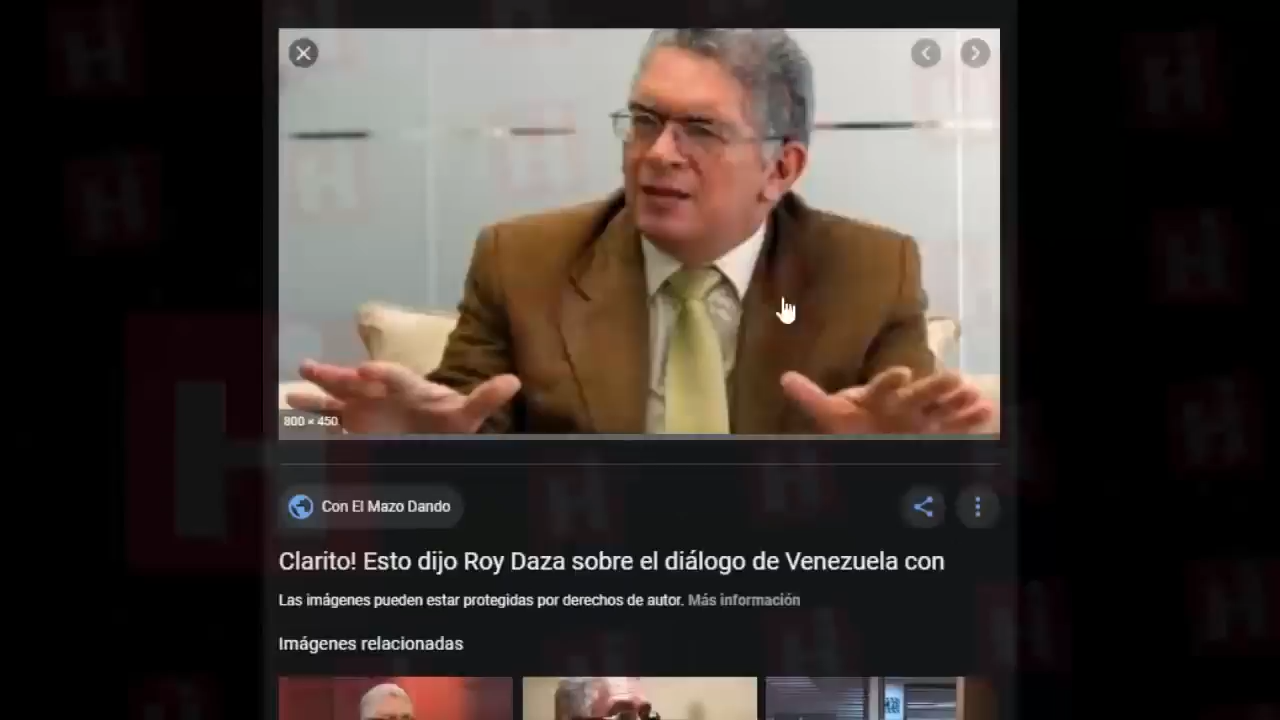 800 × 450
Con El Mazo Dando
Clarito! Esto dijo Roy Daza sobre el diálogo de Venezuela con
Las imágenes pueden estar protegidas por derechos de autor. Más información
Imágenes relacionadas